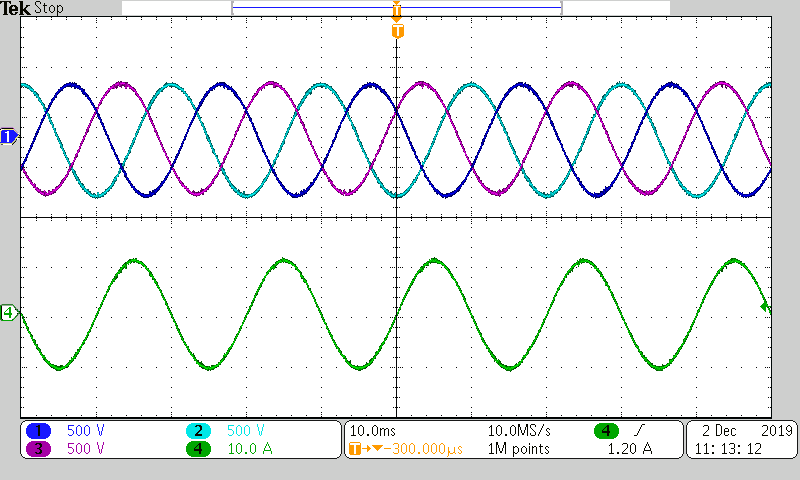 Tek Stop
T
T
1
4
1 500 V 2 500 V
3 500 V 4 10.0 A
10.0ms 10.0MS/s 4
T→▼−300.000µs 1M points 1.20 A
2 Dec 2019
11: 13: 12